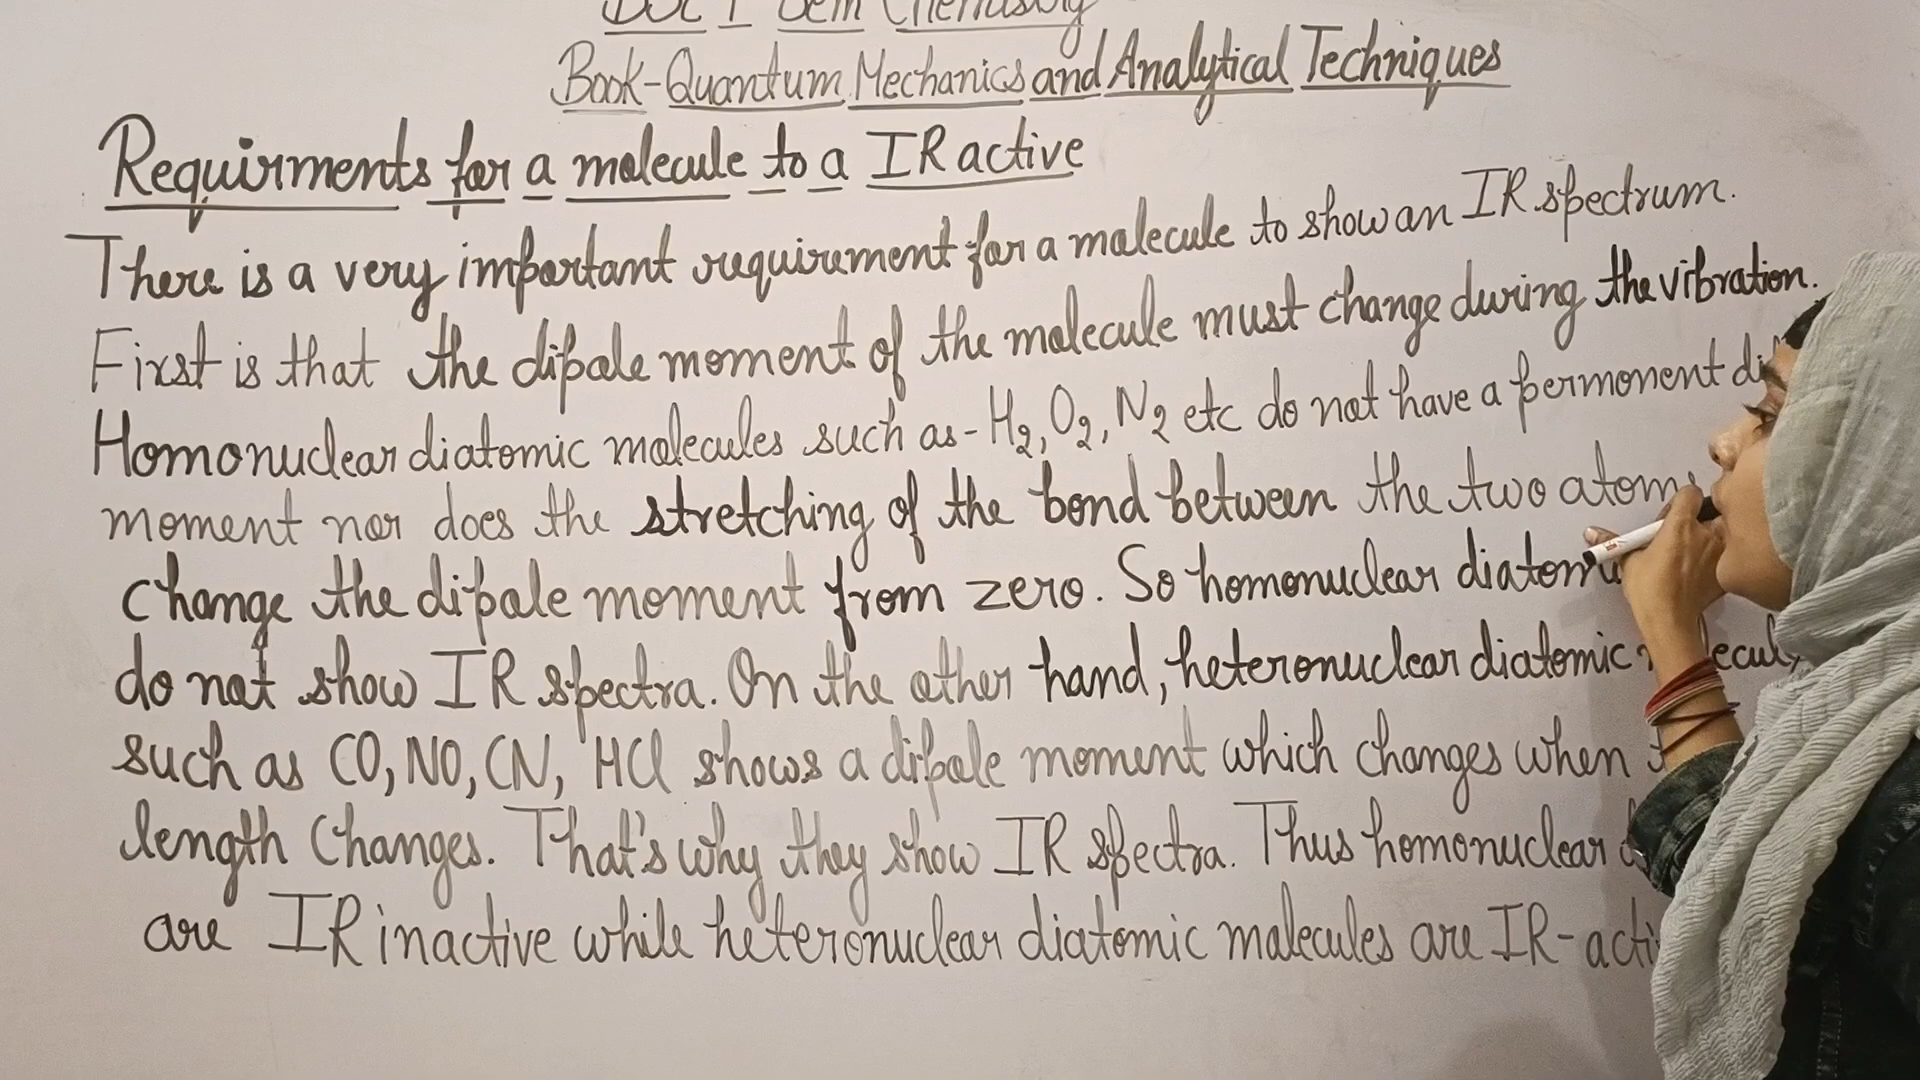 I Sem Chemistry
Book-Quantum Mechanics and Analytical Techniques
Requirments for a molecule to a IR active
There is a very important requirement for a molecule to show an IR spectrum.
First is that the dipole moment of the molecule must change during the vibration.
Homonuclear diatomic molecules such as - H2, O2, N2 etc do not have a permonent
moment nor does the stretching of the bond between the two atoms
change the dipole moment from zero. So homonuclear
do not show IR spectra. On the other hand, heteronuclear diatomic
such as CO, NO, CN, HCl shows a dipole moment which changes when
length changes. That's why they show IR spectra. Thus homonuclear
are IR inactive while heteronuclear diatomic molecules are IR-